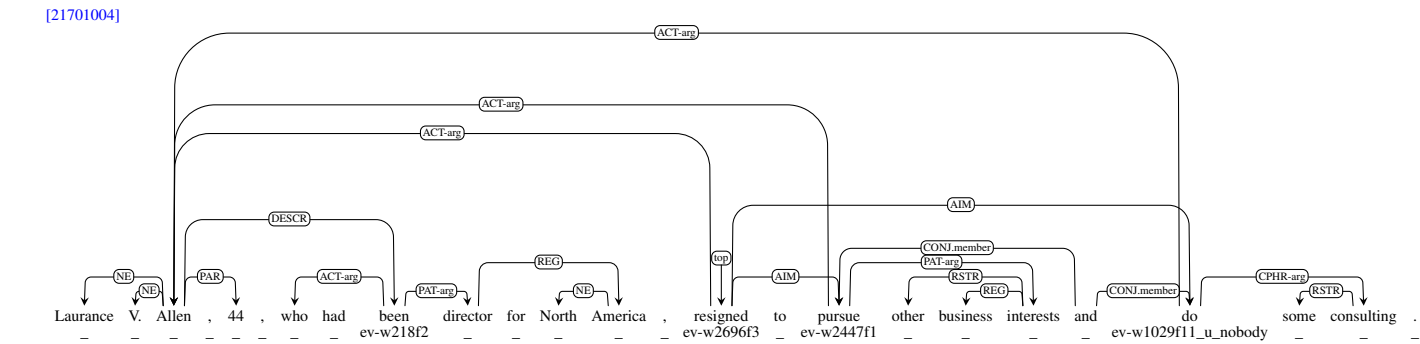 [21701004]
ACT-arg
ACT-arg
ACT-arg
AIM
DESCR
CONJ.member
top
REG
PAT-arg
NE PAR ACT-arg AIM RSTR CPHR-arg
NE PAT-arg NE REG CONJ.member RSTR
Laurance V. Allen , 44 , who had been director for North America , resigned to pursue other business interests and do some consulting .
_ _ _ _ _ _ _ _ ev-w218f2 _ _ _ _ _ ev-w2696f3 _ ev-w2447f1 _ _ _ _ ev-w1029f11_u_nobody _ _ _